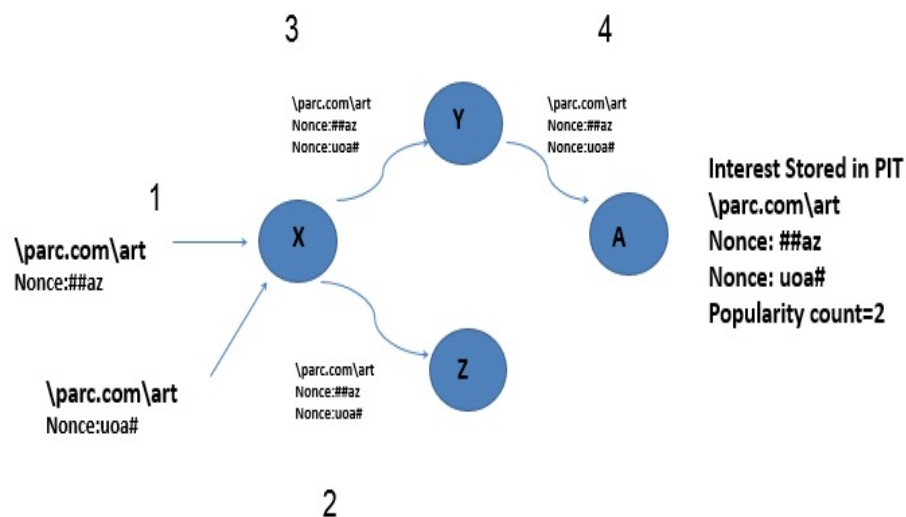 3
4
\parc.com\art
Nonce:##az
Nonce:uoa#
Y
\parc.com\art
Nonce:##az
Nonce:uoa#
Interest Stored in PIT
\parc.com\art
Nonce: ##az
Nonce: uoa#
Popularity count=2
1
\parc.com\art
Nonce:##az
X
A
\parc.com\art
Nonce:uoa#
\parc.com\art
Nonce:##az
Nonce:uoa#
Z
2